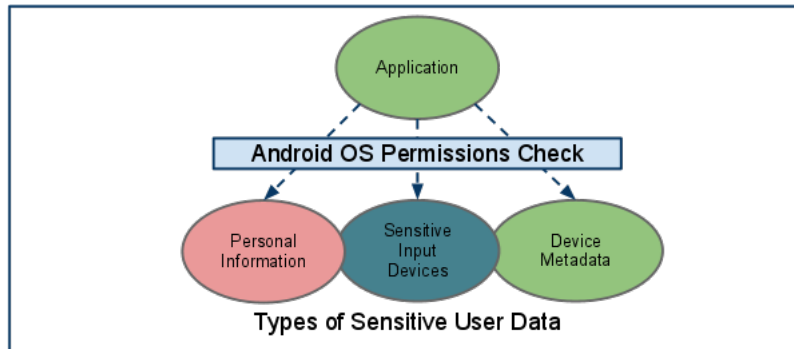 Application
Android OS Permissions Check
Personal
Information
Sensitive
Input
Devices
Device
Metadata
Types of Sensitive User Data